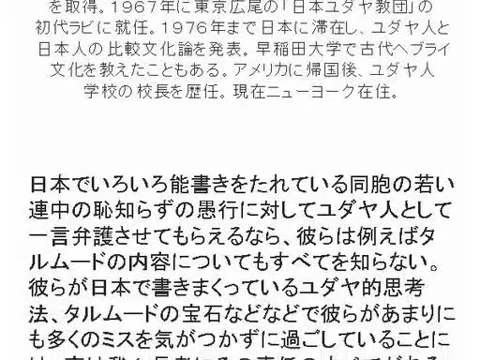 を取得。1967年に東京広尾の「日本ユダヤ教団」の
初代ラビに就任。1976年まで日本に滞在し、ユダヤ人と
日本人の比較文化論を発表。早稲田大学で古代ヘブライ
文化を教えたこともある。アメリカに帰国後、ユダヤ人
学校の校長を歴任。現在ニューヨーク在住。
日本でいろいろ能書きをたれている同胞の若い
連中の恥知らずの愚行に対してユダヤ人として
一言弁護させてもらえるなら、彼らは例えばタ
ルムードの内容についてもすべてを知らない。
彼らが日本で書きまくっているユダヤ的思考
法、タルムードの宝石などなどで彼らがあまりに
も多くのミスを気がつかずに過ごしていることに